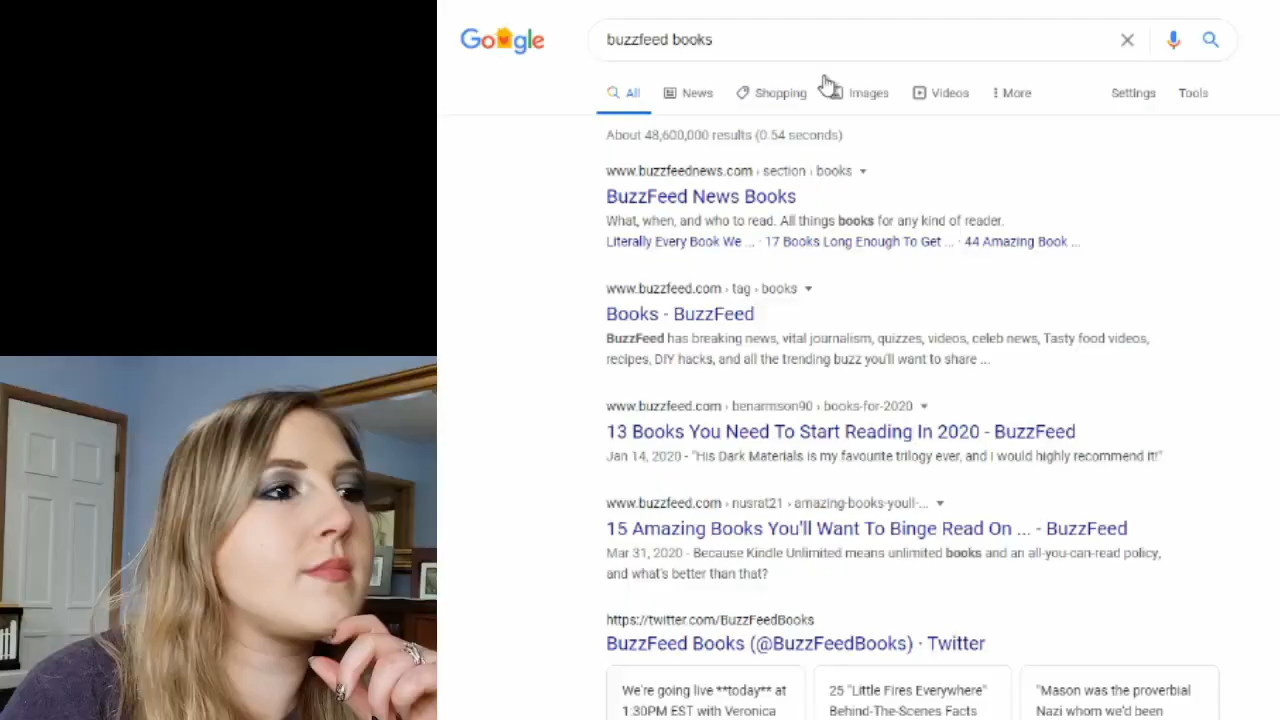 Google
buzzfeed books
All News Shopping Images Videos More Settings Tools
About 48,600,000 results (0.54 seconds)
www.buzzfeednews.com › section › books
BuzzFeed News Books
What, when, and who to read. All things books for any kind of reader.
Literally Every Book We ... · 17 Books Long Enough To Get ... · 44 Amazing Book ...
www.buzzfeed.com › tag › books
Books - BuzzFeed
BuzzFeed has breaking news, vital journalism, quizzes, videos, celeb news, Tasty food videos,
recipes, DIY hacks, and all the trending buzz you'll want to share ...
www.buzzfeed.com › benarmson90 › books-for-2020
13 Books You Need To Start Reading In 2020 - BuzzFeed
Jan 14, 2020 - "His Dark Materials is my favourite trilogy ever, and I would highly recommend it!"
www.buzzfeed.com › nusrat21 › amazing-books-youll-...
15 Amazing Books You'll Want To Binge Read On ... - BuzzFeed
Mar 31, 2020 - Because Kindle Unlimited means unlimited books and an all-you-can-read policy,
and what's better than that?
https://twitter.com/BuzzFeedBooks
BuzzFeed Books (@BuzzFeedBooks) · Twitter
We're going live **today** at
1:30PM EST with Veronica
25 "Little Fires Everywhere"
Behind-The-Scenes Facts
"Mason was the proverbial
Nazi whom we'd been